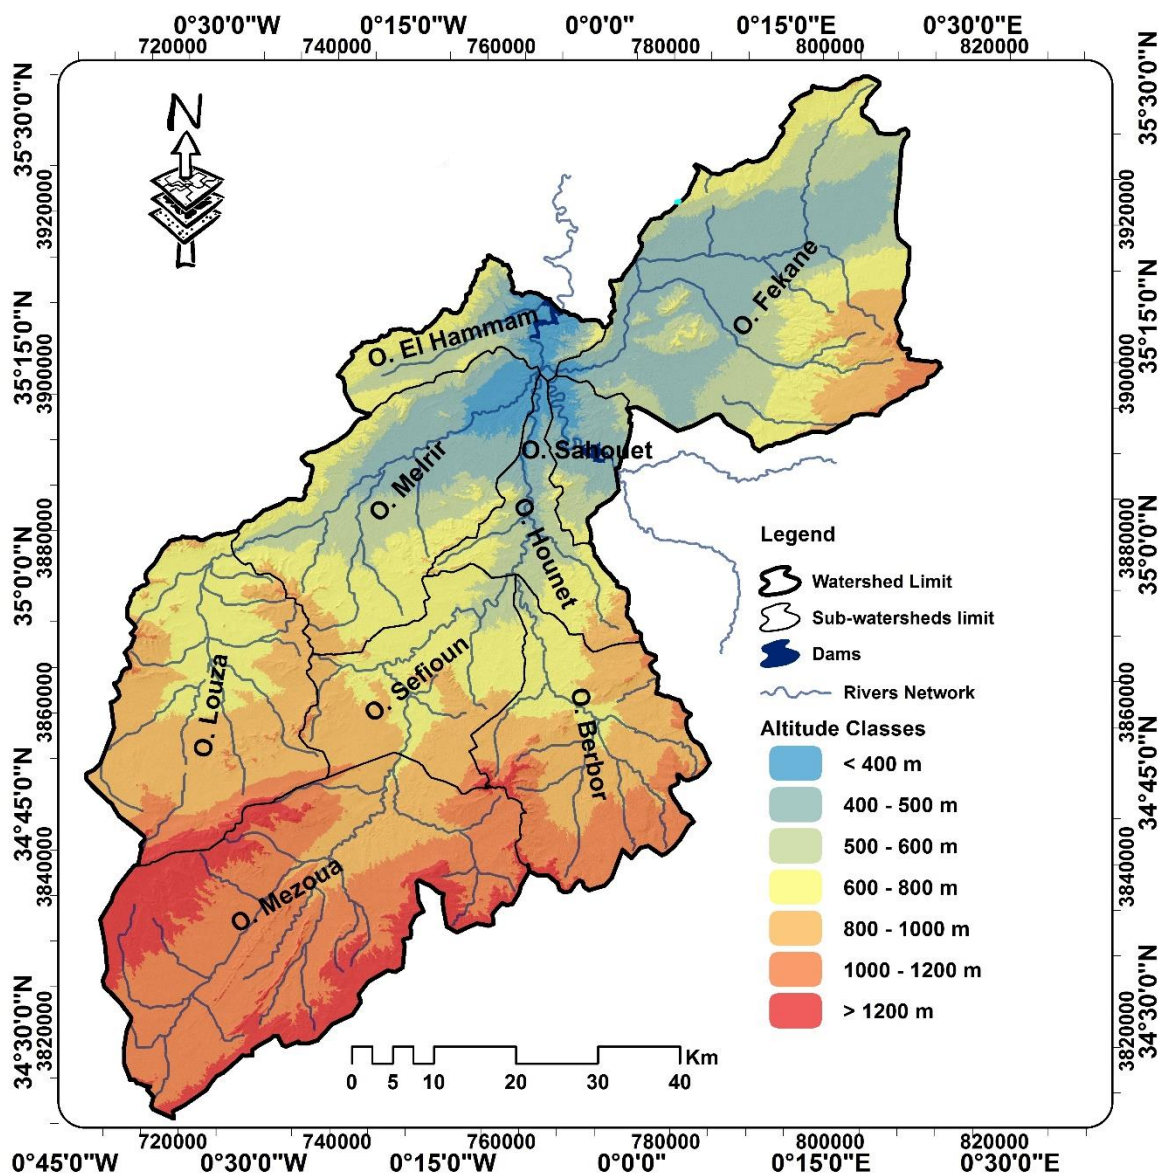 0°30'0"W 0°15'0"W 0°0'0" 0°15'0"E 0°30'0"E
720000 740000 760000 780000 800000 820000
35°30'0"N
3920000
35°15'0"N
3900000
3880000
35°0'0"N
3860000
34°45'0"N
3840000
34°30'0"N
3820000
N
O. Fekane
O. El Hammam
O. Sahouet
O. Melrir
O. Hounet
O. Sefioun
O. Louza
O. Berbor
O. Mezoua
Legend
Watershed Limit
Sub-watersheds limit
Dams
Rivers Network
Altitude Classes
< 400 m
400 - 500 m
500 - 600 m
600 - 800 m
800 - 1000 m
1000 - 1200 m
> 1200 m
Km
0 5 10 20 30 40
35°30'0"N
3920000
35°15'0"N
3900000
3880000
35°0'0"N
3860000
34°45'0"N
3840000
34°30'0"N
3820000
720000 740000 760000 780000 800000 820000
0°45'0"W 0°30'0"W 0°15'0"W 0°0'0" 0°15'0"E 0°30'0"E